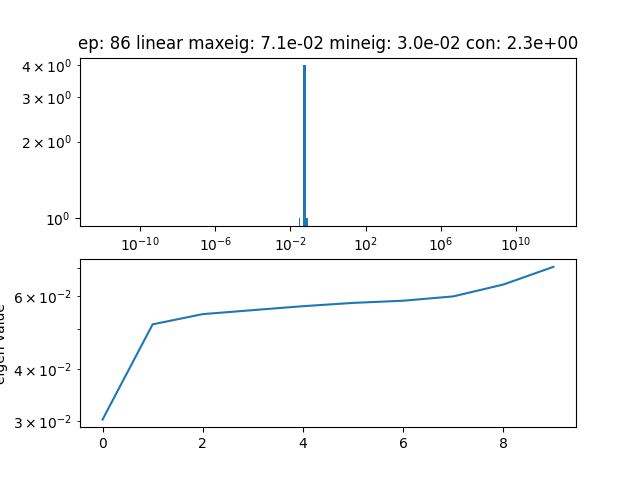 ep: 86 linear maxeig: 7.1e-02 mineig: 3.0e-02 con: 2.3e+00
4 × 10⁰
3 × 10⁰
2 × 10⁰
10⁰
10⁻¹⁰ 10⁻⁶ 10⁻² 10² 10⁶ 10¹⁰
6 × 10⁻²
4 × 10⁻²
3 × 10⁻²
eigen value
0 2 4 6 8